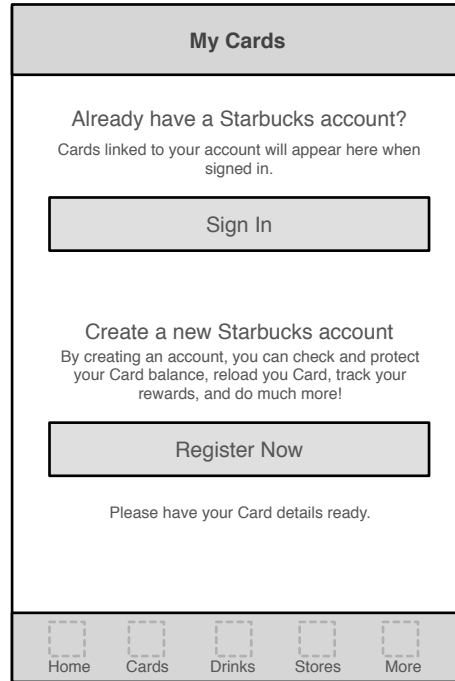 My Cards
Already have a Starbucks account?
Cards linked to your account will appear here when
signed in.
Sign In
Create a new Starbucks account
By creating an account, you can check and protect
your Card balance, reload you Card, track your
rewards, and do much more!
Register Now
Please have your Card details ready.
Home Cards Drinks Stores More